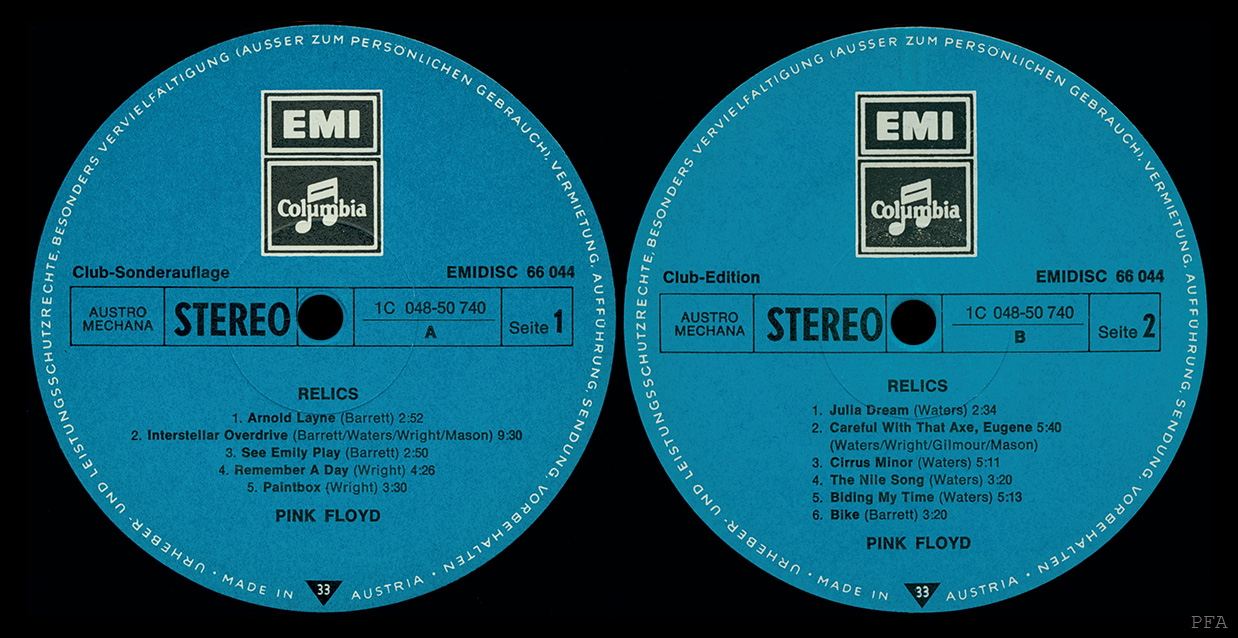 URHEBER- UND LEISTUNGSSCHUTZRECHTE, BESONDERS VERVIELFALTIGUNG (AUSSER ZUM PERSÖNLICHEN GEBRAUCH), VERMIETUNG, AUFFÜHRUNG, SENDUNG, VORBEHALTEN •
EMI
Columbia
Club-Sonderauflage
EMIDISC 66 044
AUSTRO
MECHANA
STEREO
1C 048-50 740
A
Seite 1
RELICS
1. Arnold Layne (Barrett) 2:52
2. Interstellar Overdrive (Barrett/Waters/Wright/Mason) 9:30
3. See Emily Play (Barrett) 2:50
4. Remember A Day (Wright) 4:26
5. Paintbox (Wright) 3:30
PINK FLOYD
• MADE IN 33 AUSTRIA •
URHEBER- UND LEISTUNGSSCHUTZRECHTE, BESONDERS VERVIELFALTIGUNG (AUSSER ZUM PERSÖNLICHEN GEBRAUCH), VERMIETUNG, AUFFÜHRUNG, SENDUNG, VORBEHALTEN •
EMI
Columbia
Club-Edition
EMIDISC 66 044
AUSTRO
MECHANA
STEREO
1C 048-50 740
B
Seite 2
RELICS
1. Julia Dream (Waters) 2:34
2. Careful With That Axe, Eugene 5:40
(Waters/Wright/Gilmour/Mason)
3. Cirrus Minor (Waters) 5:11
4. The Nile Song (Waters) 3:20
5. Biding My Time (Waters) 5:13
6. Bike (Barrett) 3:20
PINK FLOYD
• MADE IN 33 AUSTRIA •
PFA